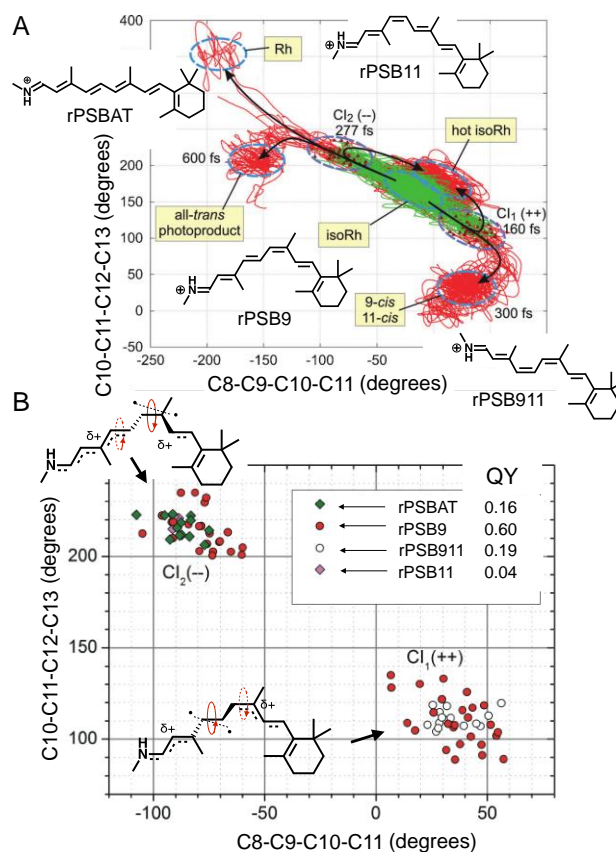 A
400
350
300
250
200
150
100
50
0
-50
-250
-200
-150
-100
-50
0
50
100
C10-C11-C12-C13 (degrees)
C8-C9-C10-C11 (degrees)
H
N
⊕
rPSBAT
Rh
H
N
⊕
rPSB11
CI₂ (--)
277 fs
hot isoRh
600 fs
all-trans
photoproduct
isoRh
CI₁ (++)
160 fs
H
N
⊕
rPSB9
9-cis
11-cis
300 fs
H
N
⊕
rPSB911
B
δ+
δ+
H
N
QY
rPSBAT 0.16
rPSB9 0.60
rPSB911 0.19
rPSB11 0.04
CI₂(--)
CI₁(++)
δ+
δ+
H
N
250
200
150
100
-100
-50
0
50
C10-C11-C12-C13 (degrees)
C8-C9-C10-C11 (degrees)